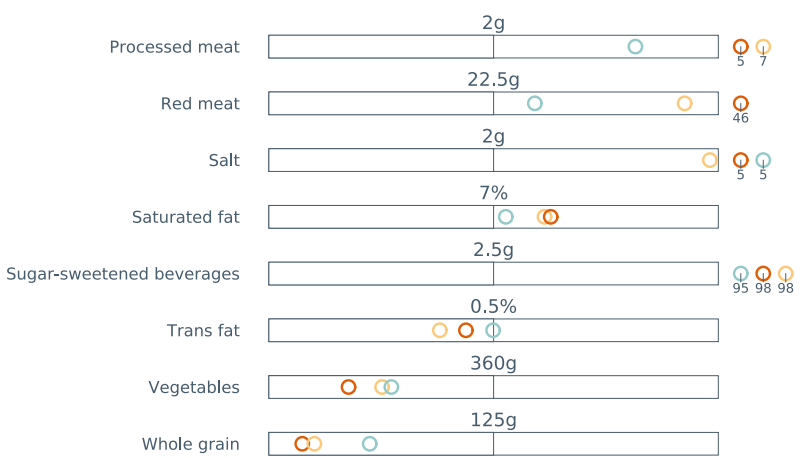 2g
Processed meat
5 7
22.5g
Red meat
46
2g
Salt
5 5
7%
Saturated fat
2.5g
Sugar-sweetened beverages
95 98 98
0.5%
Trans fat
360g
Vegetables
125g
Whole grain